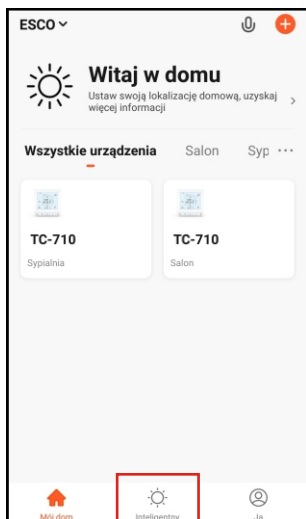 ESCO
Witaj w domu
Ustaw swoją lokalizację domową, uzyskaj
więcej informacji
Wszystkie urządzenia Salon Syp ...
TC-710 TC-710
Sypialnia Salon
Mój dom Inteligentny Ja